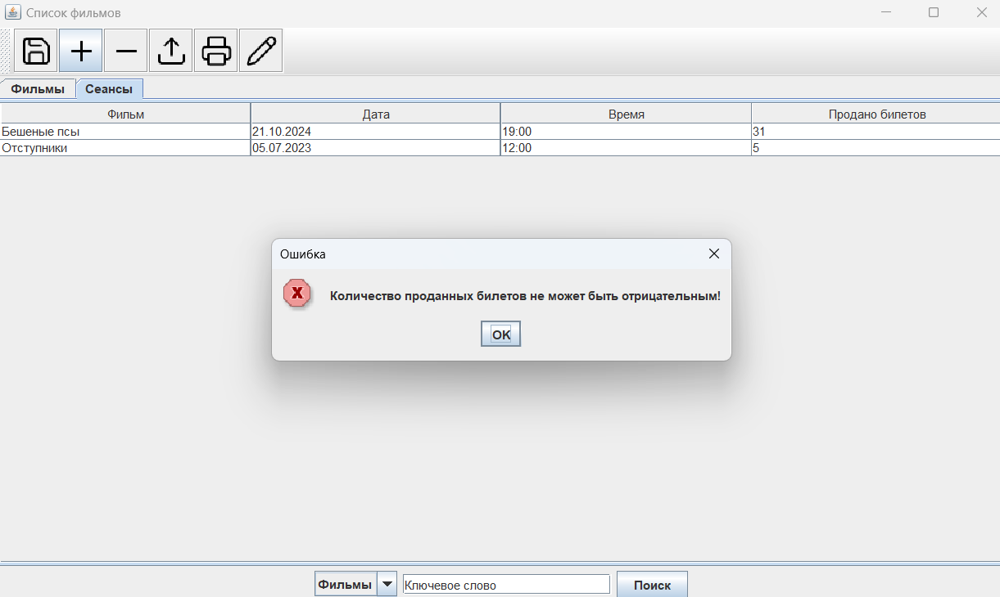 Список фильмов
Фильмы Сеансы
Фильм Дата Время Продано билетов
Бешеные псы 21.10.2024 19:00 31
Отступники 05.07.2023 12:00 5
Ошибка
X Количество проданных билетов не может быть отрицательным!
OK
Фильмы Ключевое слово Поиск